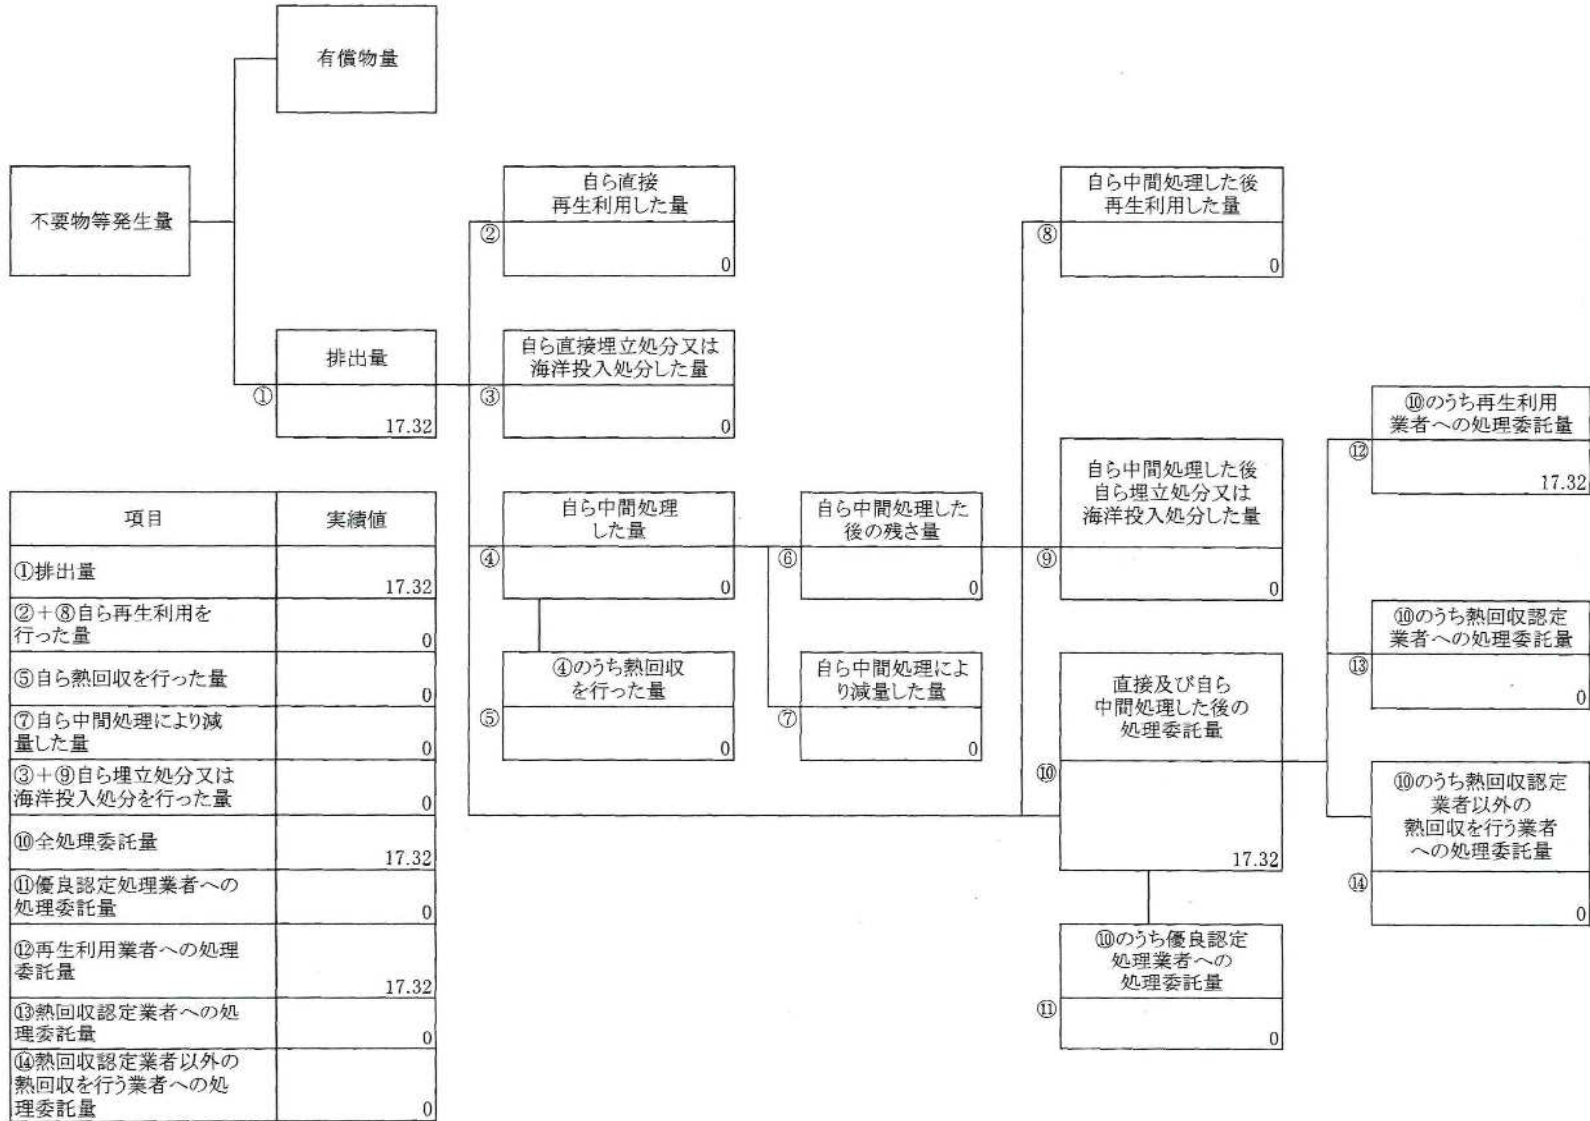 有償物量
不要物等発生量
排出量
①
17.32
自ら直接
再生利用した量
②
0
自ら直接埋立処分又は
海洋投入処分した量
③
0
自ら中間処理
した量
④
0
④のうち熱回収
を行った量
⑤
0
自ら中間処理した
後の残さ量
⑥
0
自ら中間処理によ
り減量した量
⑦
0
自ら中間処理した後
再生利用した量
⑧
0
自ら中間処理した後
自ら埋立処分又は
海洋投入処分した量
⑨
0
直接及び自ら
中間処理した後の
処理委託量
⑩
17.32
⑩のうち優良認定
処理業者への
処理委託量
⑪
0
⑩のうち再生利用
業者への処理委託量
⑫
17.32
⑩のうち熱回収認定
業者への処理委託量
⑬
0
⑩のうち熱回収認定
業者以外の
熱回収を行う業者
への処理委託量
⑭
0
項目 実績値
①排出量
17.32
②+⑧自ら再生利用を
行った量 0
⑤自ら熱回収を行った量
0
⑦自ら中間処理により減
量した量 0
③+⑨自ら埋立処分又は
海洋投入処分を行った量 0
⑩全処理委託量
17.32
⑪優良認定処理業者への
処理委託量 0
⑫再生利用業者への処理
委託量
17.32
⑬熱回収認定業者への処
理委託量 0
⑭熱回収認定業者以外の
熱回収を行う業者への処
理委託量 0